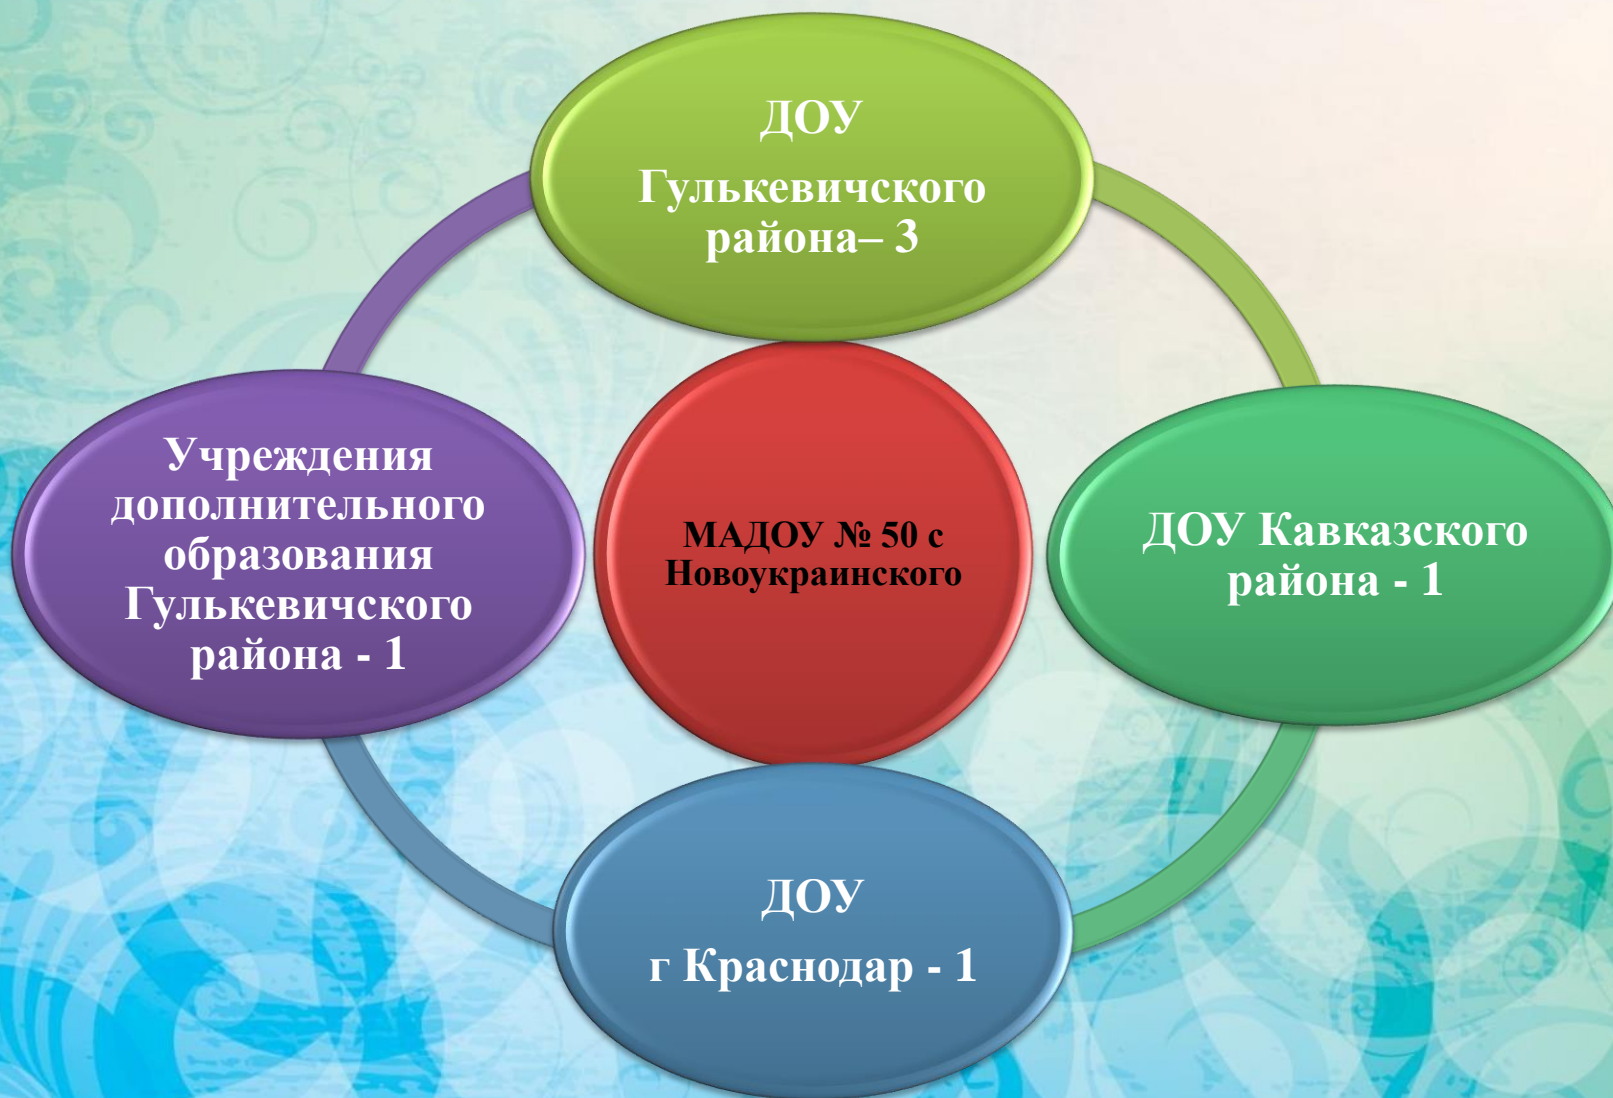 ДОУ
Гулькевичского
района– 3
Учреждения
дополнительного
образования
Гулькевичского
района - 1
МАДОУ № 50 с
Новоукраинского
ДОУ Кавказского
района - 1
ДОУ
г Краснодар - 1